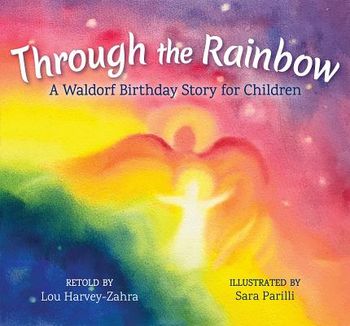 Through the Rainbow
A Waldorf Birthday Story for Children
RETOLD BY
Lou Harvey-Zahra
ILLUSTRATED BY
Sara Parilli